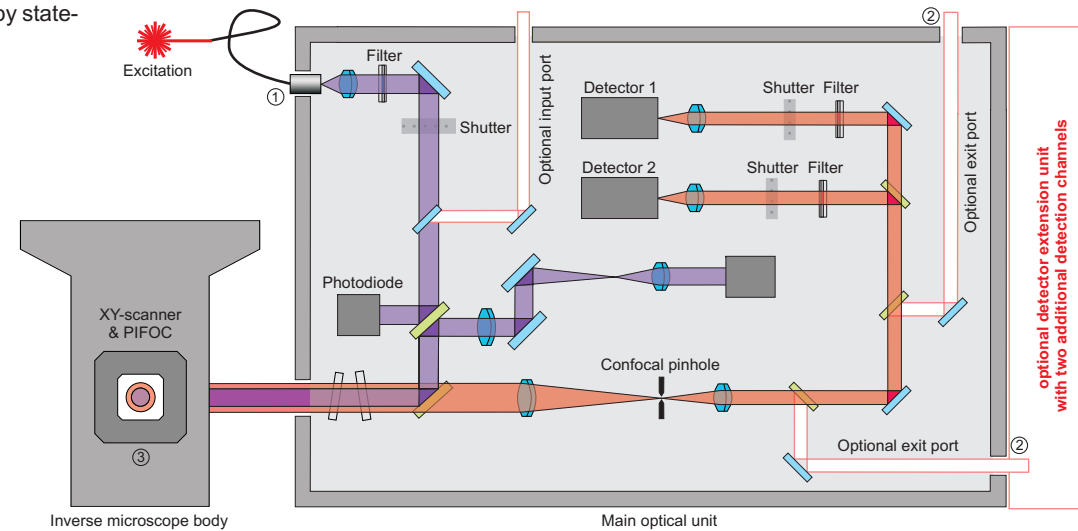 by state-
Excitation
①
Filter
Shutter
Optional input port
Detector 1
Shutter
Filter
Detector 2
Shutter
Filter
②
Optional exit port
optional detector extension unit
with two additional detection channels
Photodiode
XY-scanner
& PIFOC
③
Confocal pinhole
Optional exit port
②
Inverse microscope body
Main optical unit